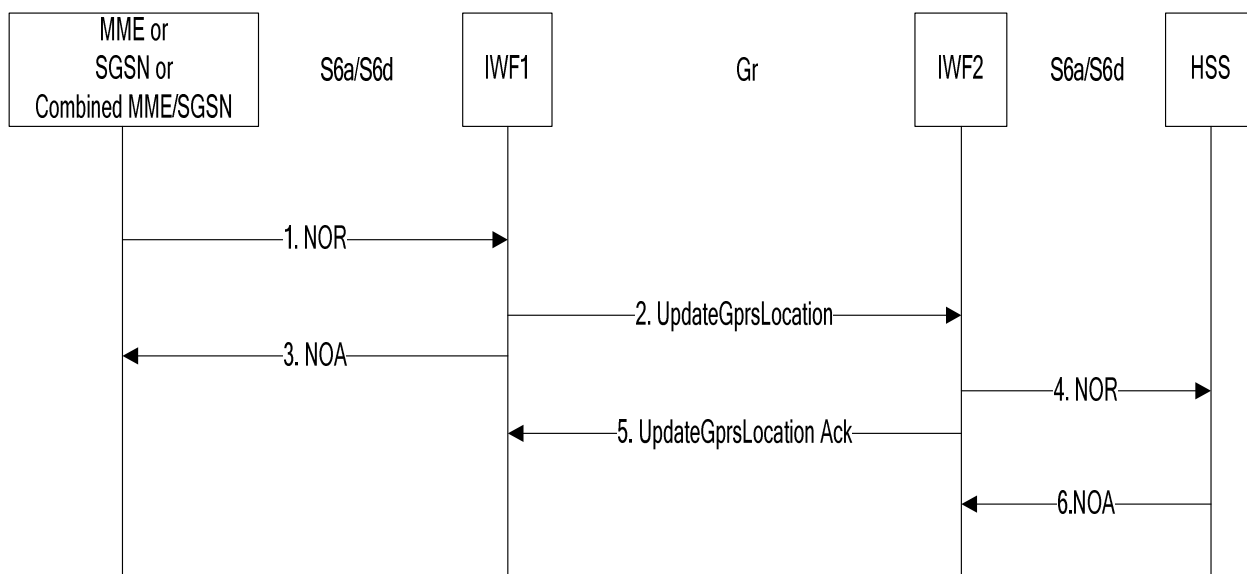 MME or
SGSN or
Combined MME/SGSN
S6a/S6d
IWF1
Gr
IWF2
S6a/S6d
HSS
1. NOR
2. UpdateGprsLocation
3. NOA
4. NOR
5. UpdateGprsLocation Ack
6.NOA